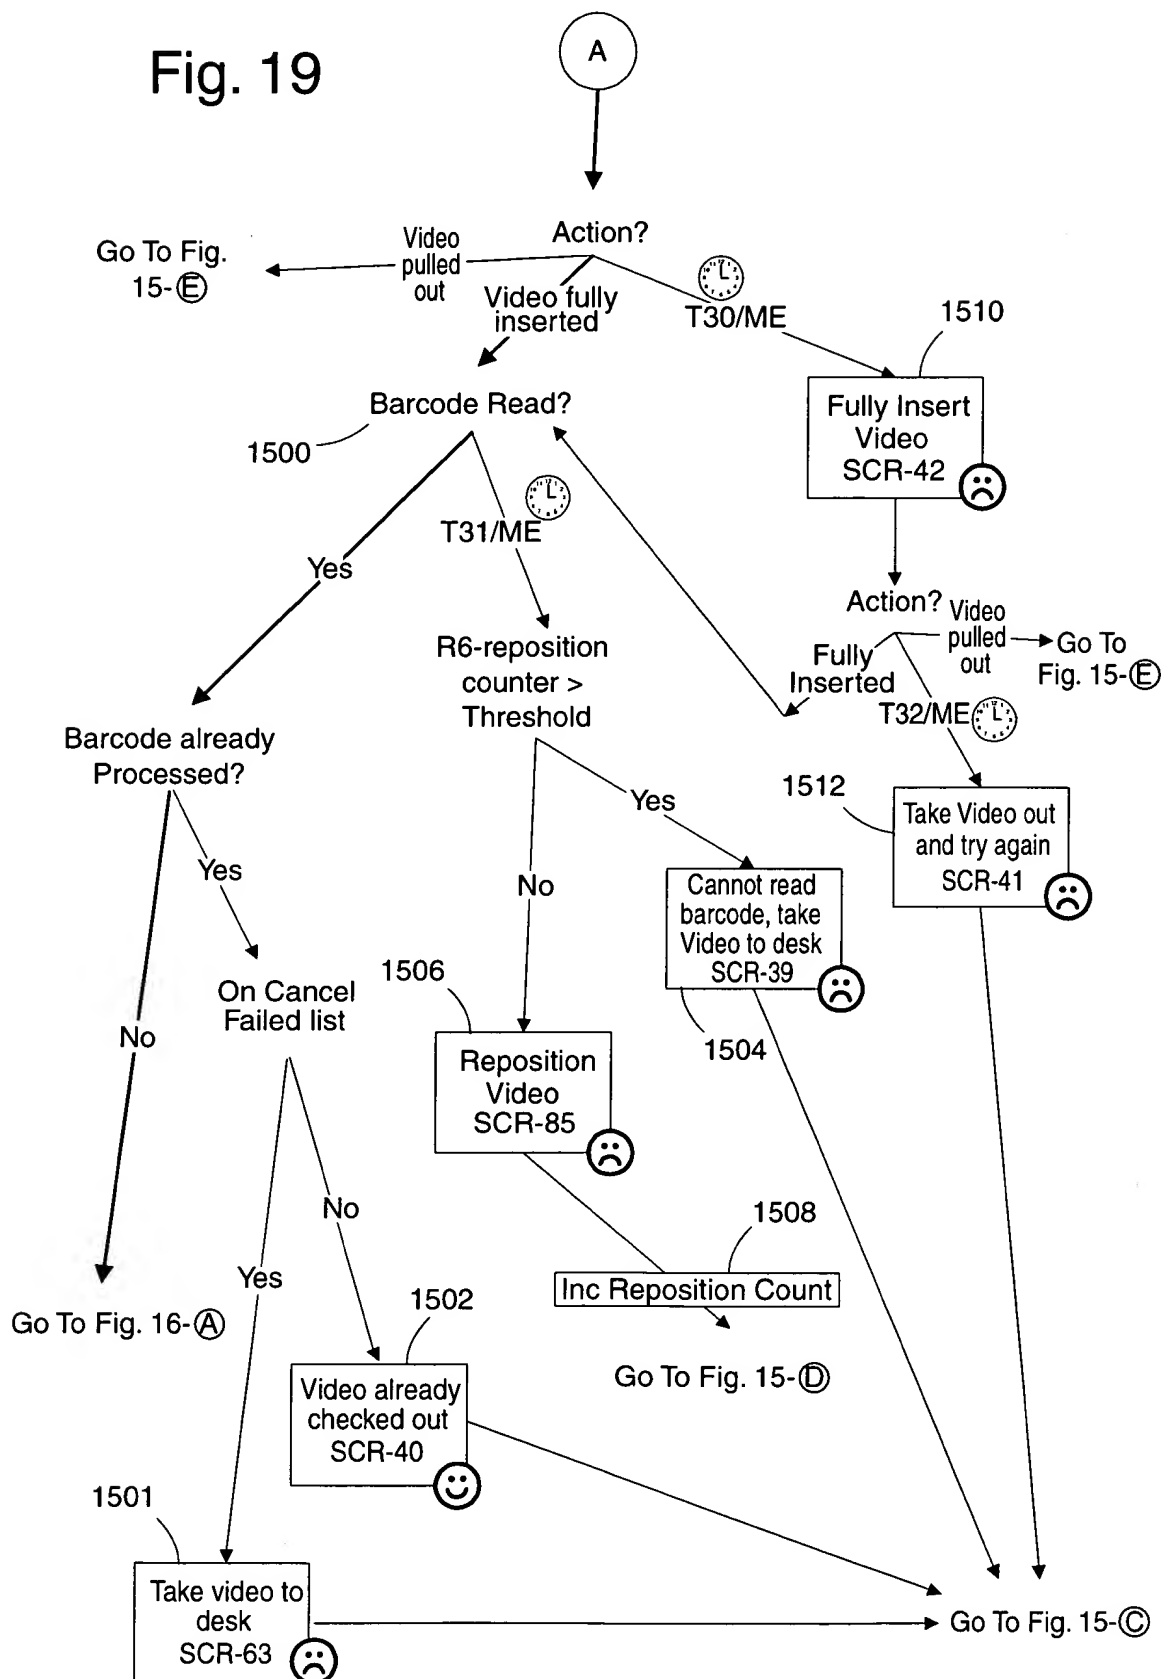 Fig. 19
A
Action?
Video
pulled
out
Go To Fig.
15-E
Video fully
inserted
T30/ME
1510
Fully Insert
Video
SCR-42
Barcode Read?
1500
T31/ME
Yes
Action?
Video
pulled
out
Go To
Fig. 15-E
Fully
Inserted
T32/ME
R6-reposition
counter >
Threshold
Barcode already
Processed?
1512
Take Video out
and try again
SCR-41
Yes
Yes
No
Cannot read
barcode, take
Video to desk
SCR-39
1504
1506
On Cancel
Failed list
No
Reposition
Video
SCR-85
No
1508
Inc Reposition Count
Yes
Go To Fig. 16-A
1502
Go To Fig. 15-D
Video already
checked out
SCR-40
1501
Take video to
desk
SCR-63
Go To Fig. 15-C